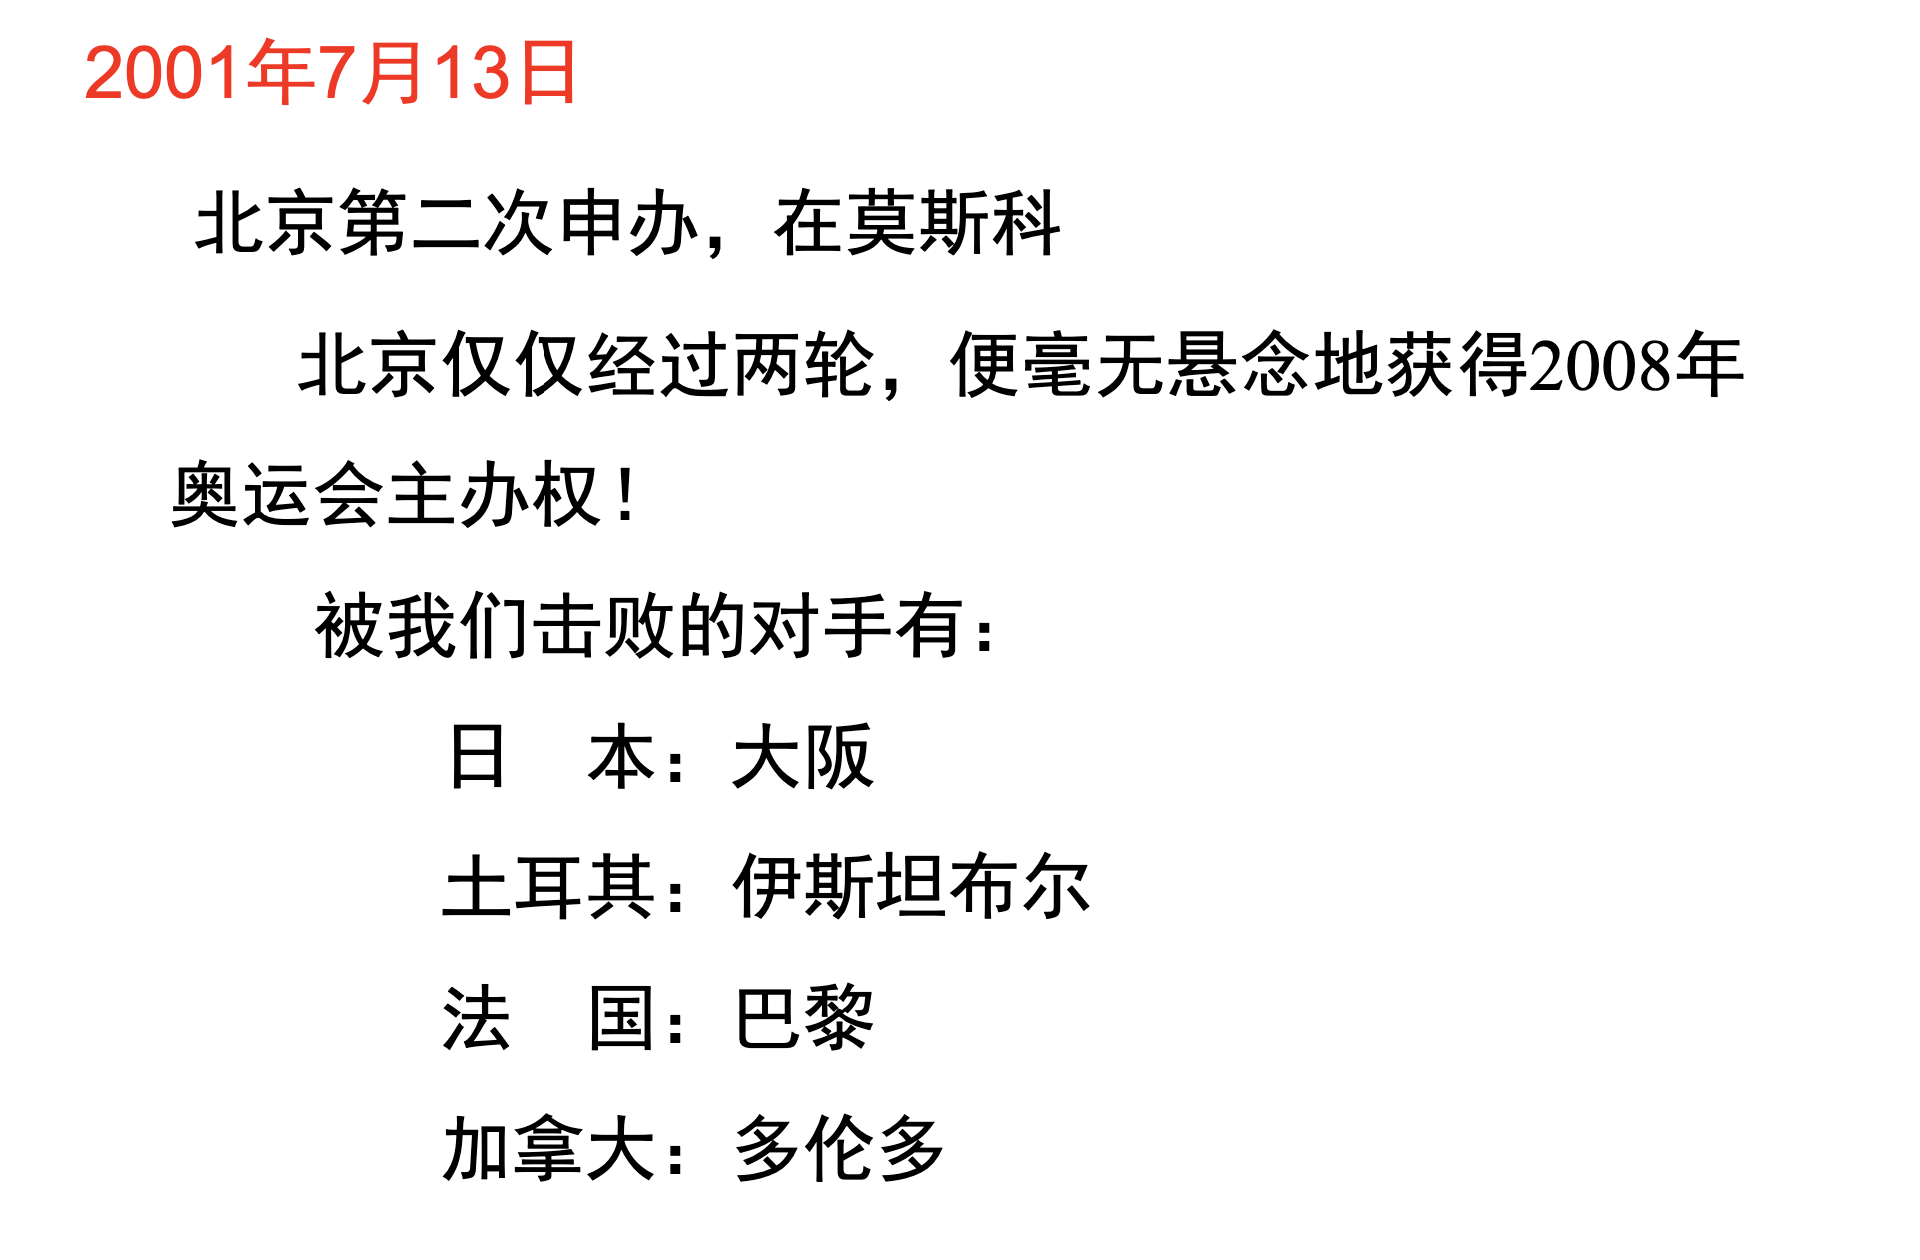 2001年7月13日
北京第二次申办，在莫斯科
北京仅仅经过两轮，便毫无悬念地获得2008年
奥运会主办权！
被我们击败的对手有：
日　本：大阪
土耳其：伊斯坦布尔
法　国：巴黎
加拿大：多伦多